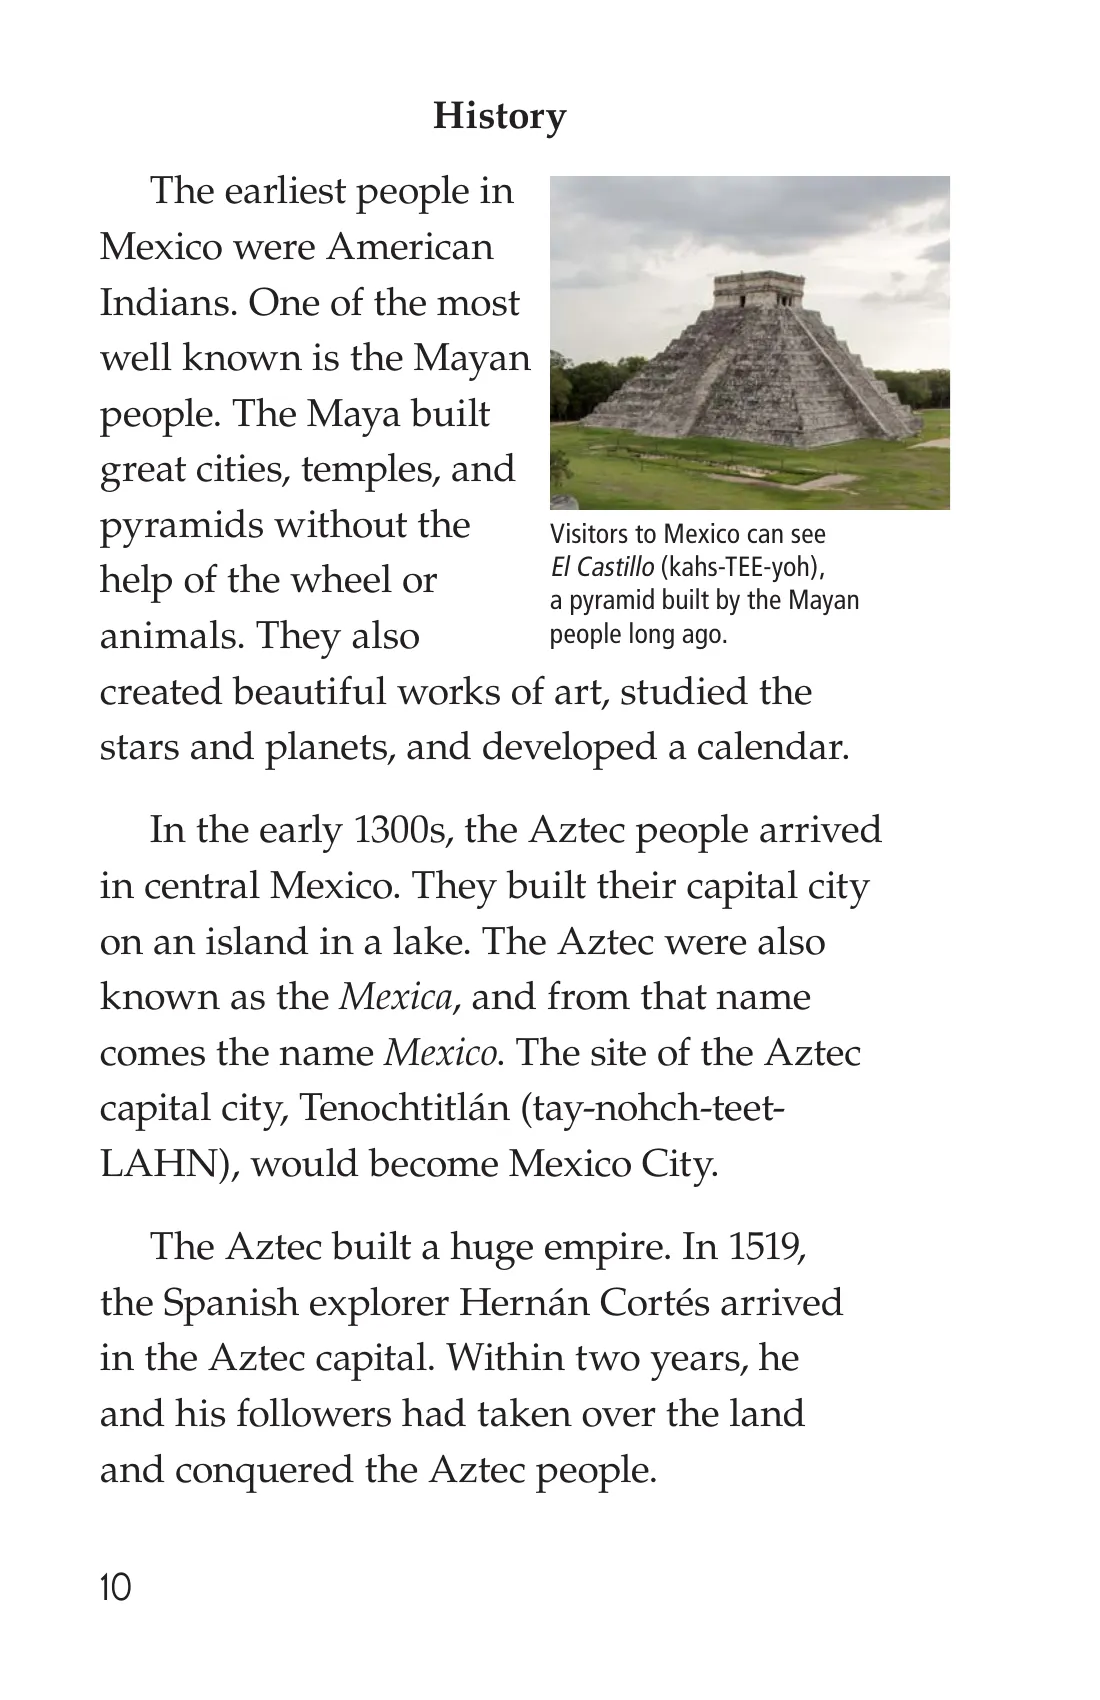 History
The earliest people in
Mexico were American
Indians. One of the most
well known is the Mayan
people. The Maya built
great cities, temples, and
pyramids without the
help of the wheel or
animals. They also
created beautiful works of art, studied the
stars and planets, and developed a calendar.
Visitors to Mexico can see
El Castillo (kahs-TEE-yoh),
a pyramid built by the Mayan
people long ago.
In the early 1300s, the Aztec people arrived
in central Mexico. They built their capital city
on an island in a lake. The Aztec were also
known as the Mexica, and from that name
comes the name Mexico. The site of the Aztec
capital city, Tenochtitlán (tay-nohch-teet-
LAHN), would become Mexico City.
The Aztec built a huge empire. In 1519,
the Spanish explorer Hernán Cortés arrived
in the Aztec capital. Within two years, he
and his followers had taken over the land
and conquered the Aztec people.
10